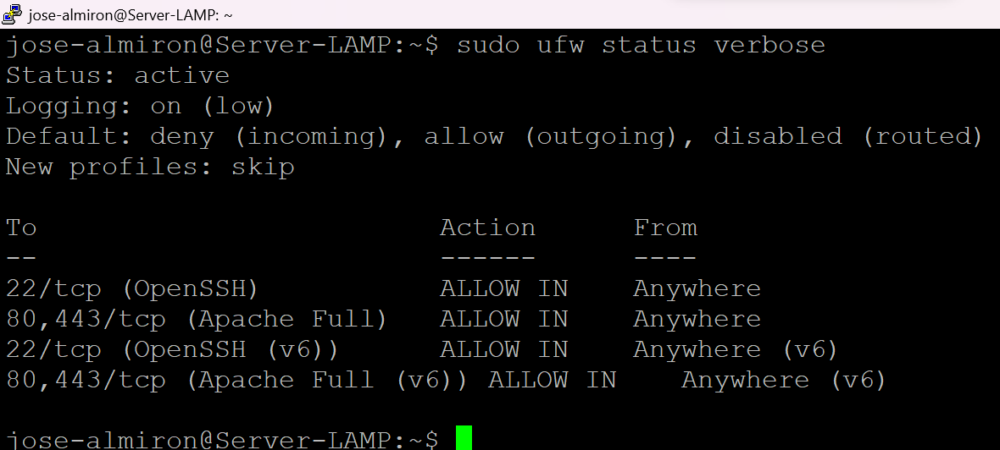 jose-almiron@Server-LAMP: ~
jose-almiron@Server-LAMP:~$ sudo ufw status verbose
Status: active
Logging: on (low)
Default: deny (incoming), allow (outgoing), disabled (routed)
New profiles: skip
To                         Action      From
--                         ------      ----
22/tcp (OpenSSH)           ALLOW IN    Anywhere
80,443/tcp (Apache Full)   ALLOW IN    Anywhere
22/tcp (OpenSSH (v6))      ALLOW IN    Anywhere (v6)
80,443/tcp (Apache Full (v6)) ALLOW IN    Anywhere (v6)
jose-almiron@Server-LAMP:~$